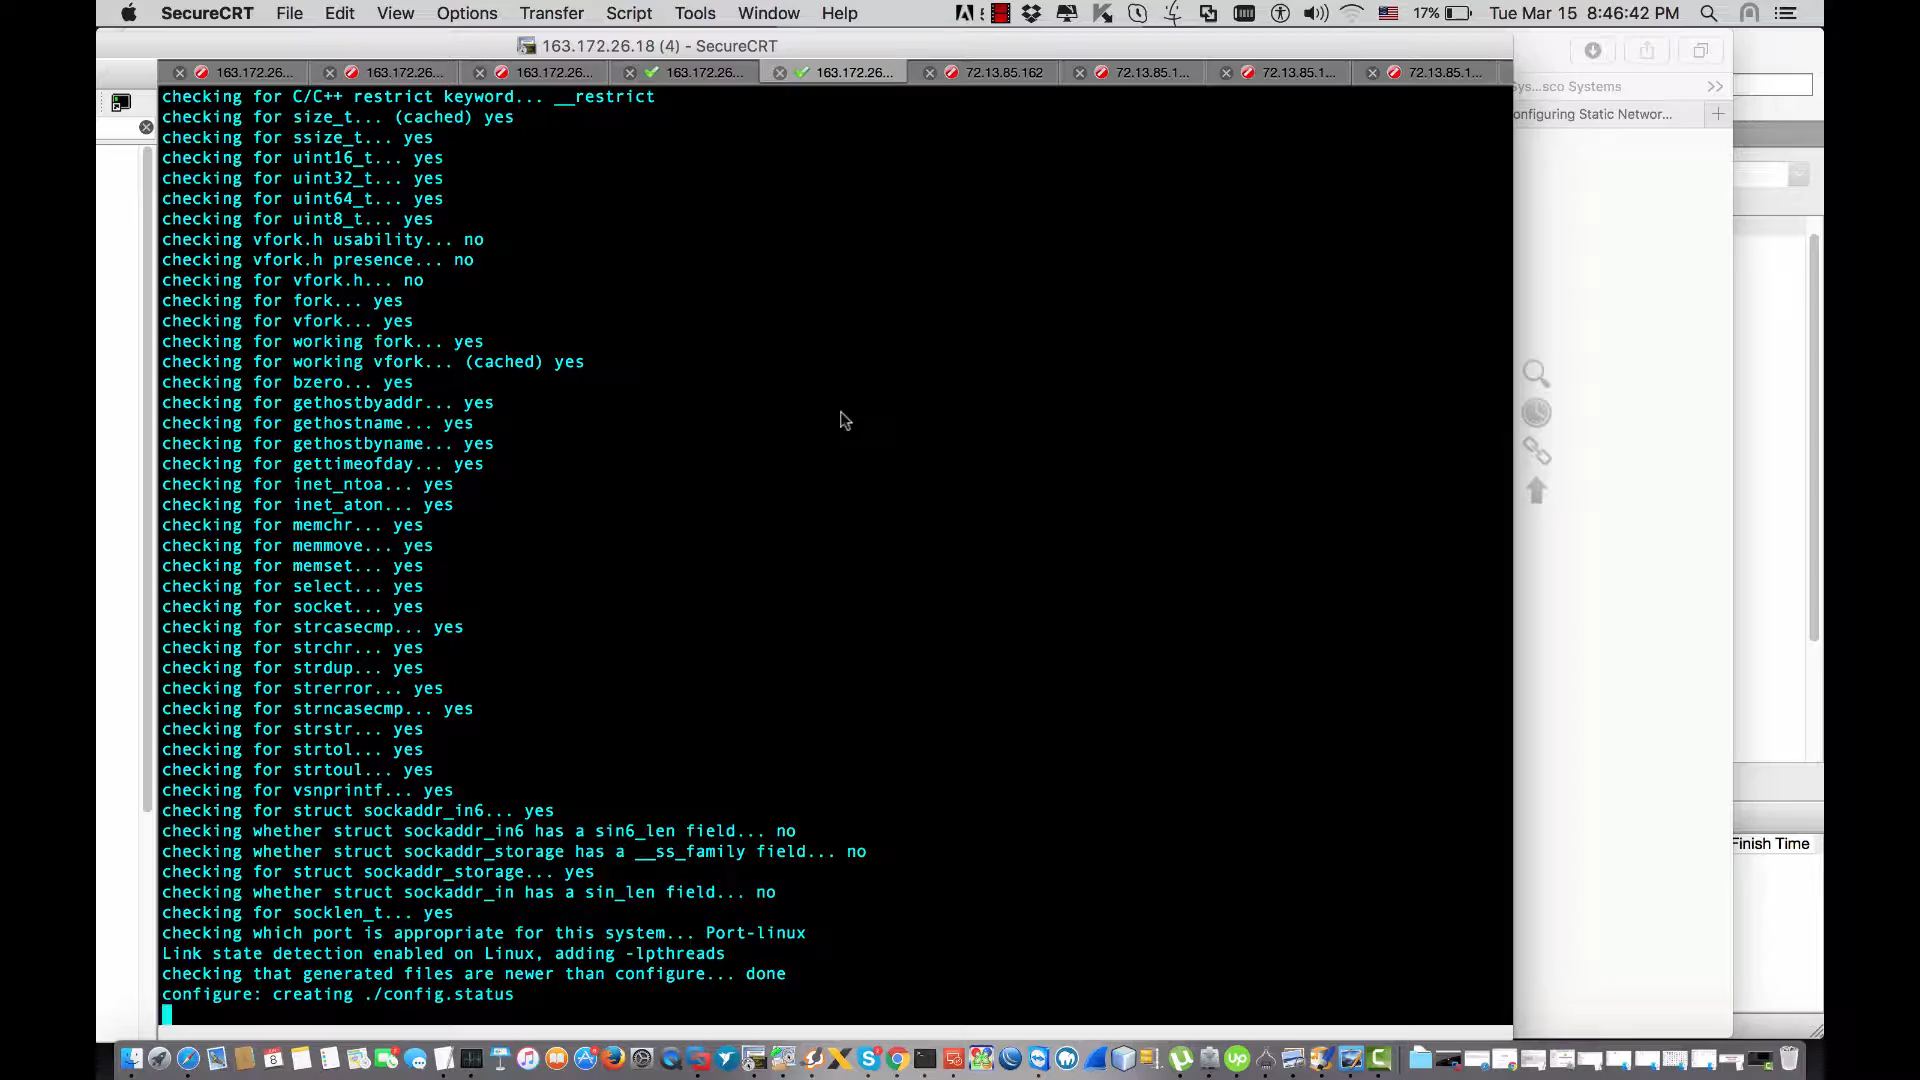 SecureCRT File Edit View Options Transfer Script Tools Window Help 17% Tue Mar 15 8:46:42 PM
163.172.26.18 (4) - SecureCRT
163.172.26... 163.172.26... 163.172.26... 163.172.26... 163.172.26... 72.13.85.162 72.13.85.1... 72.13.85.1... 72.13.85.1...
Sys...sco Systems
onfiguring Static Networ...
checking for C/C++ restrict keyword... __restrict
checking for size_t... (cached) yes
checking for ssize_t... yes
checking for uint16_t... yes
checking for uint32_t... yes
checking for uint64_t... yes
checking for uint8_t... yes
checking vfork.h usability... no
checking vfork.h presence... no
checking for vfork.h... no
checking for fork... yes
checking for vfork... yes
checking for working fork... yes
checking for working vfork... (cached) yes
checking for bzero... yes
checking for gethostbyaddr... yes
checking for gethostname... yes
checking for gethostbyname... yes
checking for gettimeofday... yes
checking for inet_ntoa... yes
checking for inet_aton... yes
checking for memchr... yes
checking for memmove... yes
checking for memset... yes
checking for select... yes
checking for socket... yes
checking for strcasecmp... yes
checking for strchr... yes
checking for strdup... yes
checking for strerror... yes
checking for strncasecmp... yes
checking for strstr... yes
checking for strtol... yes
checking for strtoul... yes
checking for vsnprintf... yes
checking for struct sockaddr_in6... yes
checking whether struct sockaddr_in6 has a sin6_len field... no
checking whether struct sockaddr_storage has a __ss_family field... no
checking for struct sockaddr_storage... yes
checking whether struct sockaddr_in has a sin_len field... no
checking for socklen_t... yes
checking which port is appropriate for this system... Port-linux
Link state detection enabled on Linux, adding -lpthreads
checking that generated files are newer than configure... done
configure: creating ./config.status
Finish Time